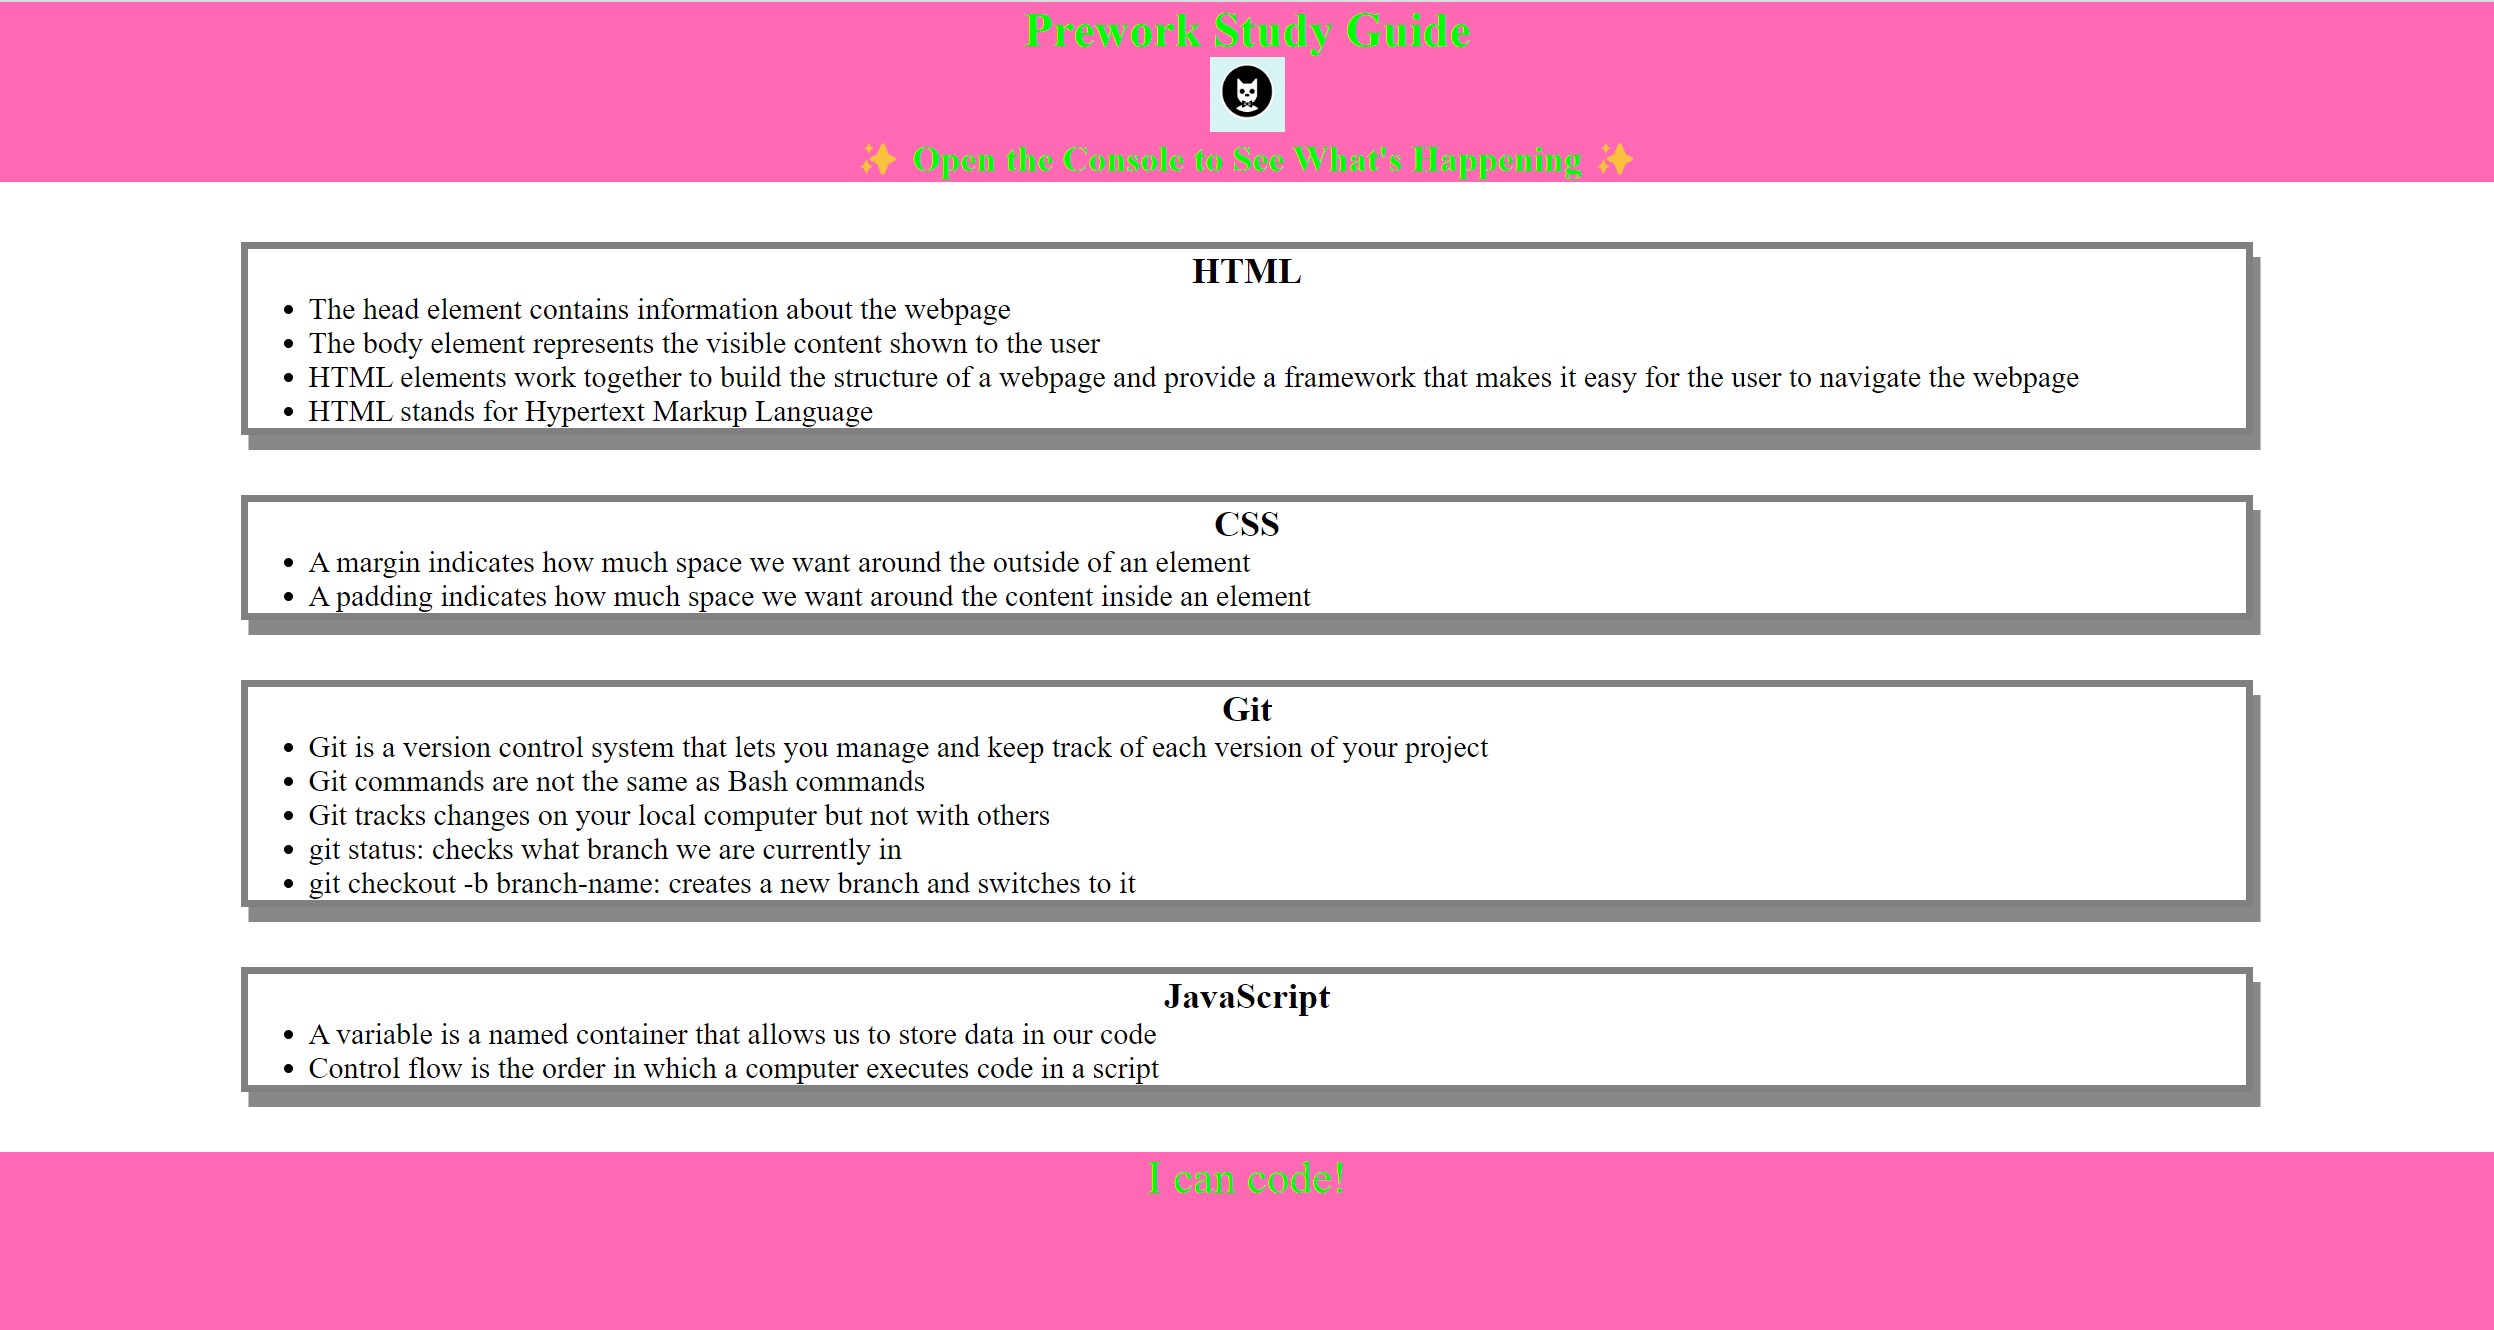 Prework Study Guide
✨ Open the Console to See What's Happening ✨
HTML
• The head element contains information about the webpage
• The body element represents the visible content shown to the user
• HTML elements work together to build the structure of a webpage and provide a framework that makes it easy for the user to navigate the webpage
• HTML stands for Hypertext Markup Language
CSS
• A margin indicates how much space we want around the outside of an element
• A padding indicates how much space we want around the content inside an element
Git
• Git is a version control system that lets you manage and keep track of each version of your project
• Git commands are not the same as Bash commands
• Git tracks changes on your local computer but not with others
• git status: checks what branch we are currently in
• git checkout -b branch-name: creates a new branch and switches to it
JavaScript
• A variable is a named container that allows us to store data in our code
• Control flow is the order in which a computer executes code in a script
I can code!